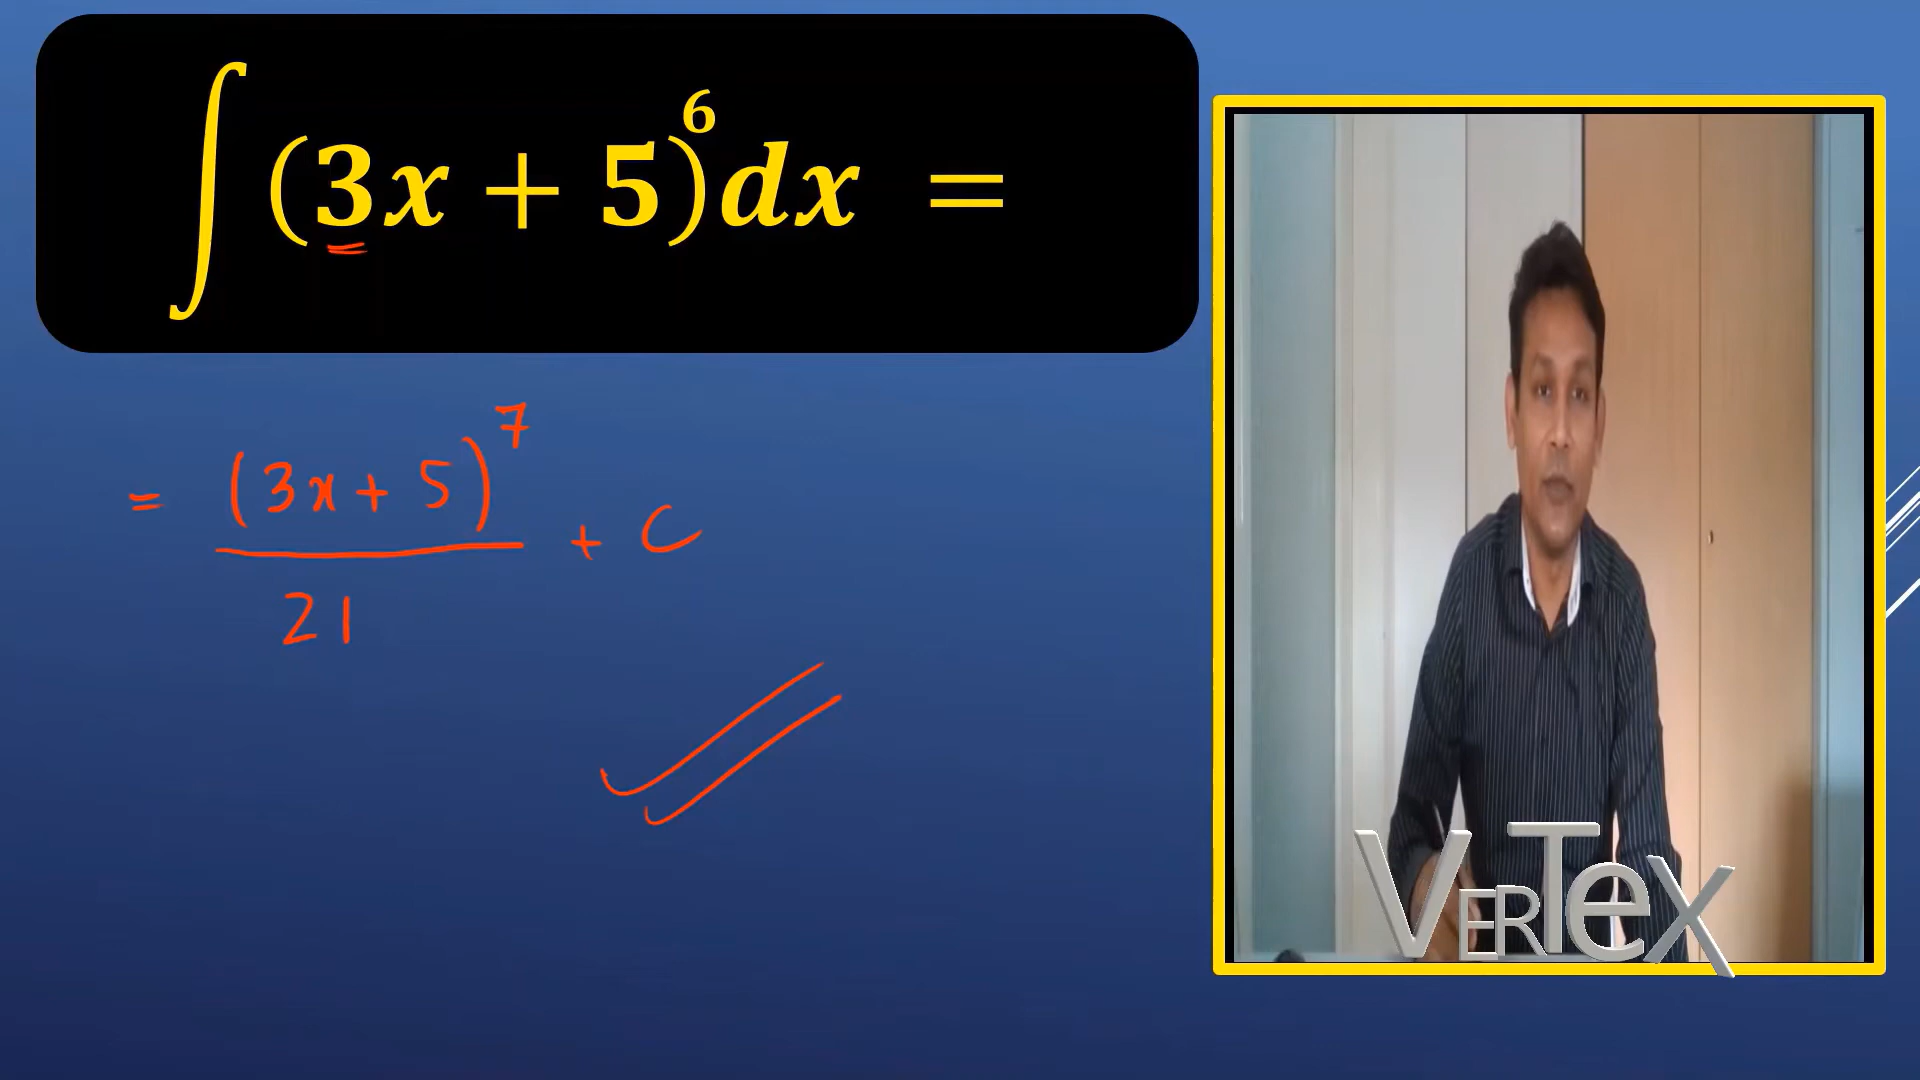 ∫(3x + 5)⁶dx =
= (3x + 5)⁷
21
+ C
VERTeX